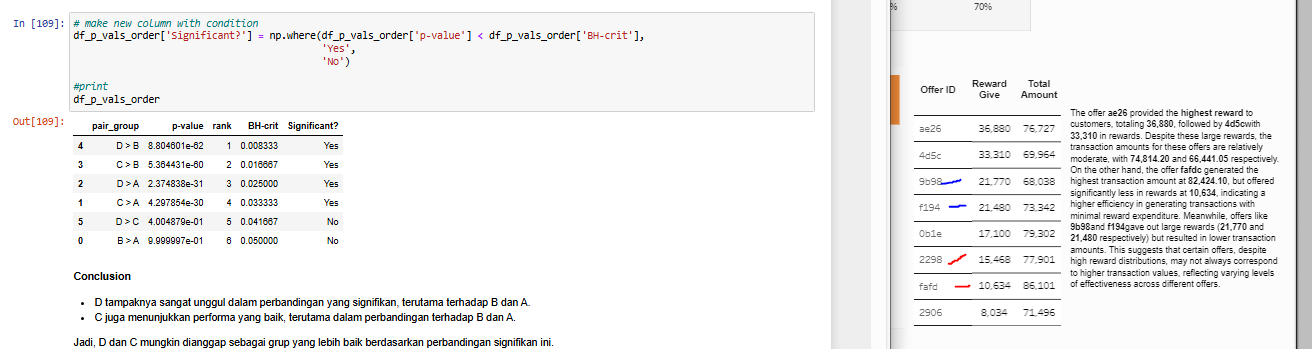 In [109]:
# make new column with condition
df_p_vals_order['Significant?'] = np.where(df_p_vals_order['p-value'] < df_p_vals_order['BH-crit'],
'Yes',
'No')
#print
df_p_vals_order
Out[109]:
pair_group p-value rank BH-crit Significant?
4 D > B 8.804601e-62 1 0.008333 Yes
3 C > B 5.364431e-60 2 0.016667 Yes
2 D > A 2.374838e-31 3 0.025000 Yes
1 C > A 4.297854e-30 4 0.033333 Yes
5 D > C 4.004879e-01 5 0.041667 No
0 B > A 9.999997e-01 6 0.050000 No
Conclusion
• D tampaknya sangat unggul dalam perbandingan yang signifikan, terutama terhadap B dan A.
• C juga menunjukkan performa yang baik, terutama dalam perbandingan terhadap B dan A.
Jadi, D dan C mungkin dianggap sebagai grup yang lebih baik berdasarkan perbandingan signifikan ini.
% 70%
Offer ID Reward Give Total Amount
ae26 36,880 76,727
4d5c 33,310 69,964
9b98 21,770 68,038
f194 21,480 73,342
0b1e 17,100 79,302
2298 15,468 77,901
fafd 10,634 86,101
2906 8,034 71,496
The offer ae26 provided the highest reward to
customers, totaling 36,880, followed by 4d5cwith
33,310 in rewards. Despite these large rewards, the
transaction amounts for these offers are relatively
moderate, with 74,814.20 and 66,441.05 respectively.
On the other hand, the offer fafdc generated the
highest transaction amount at 82,424.10, but offered
significantly less in rewards at 10,634, indicating a
higher efficiency in generating transactions with
minimal reward expenditure. Meanwhile, offers like
9b98and f194gave out large rewards (21,770 and
21,480 respectively) but resulted in lower transaction
amounts. This suggests that certain offers, despite
high reward distributions, may not always correspond
to higher transaction values, reflecting varying levels
of effectiveness across different offers.